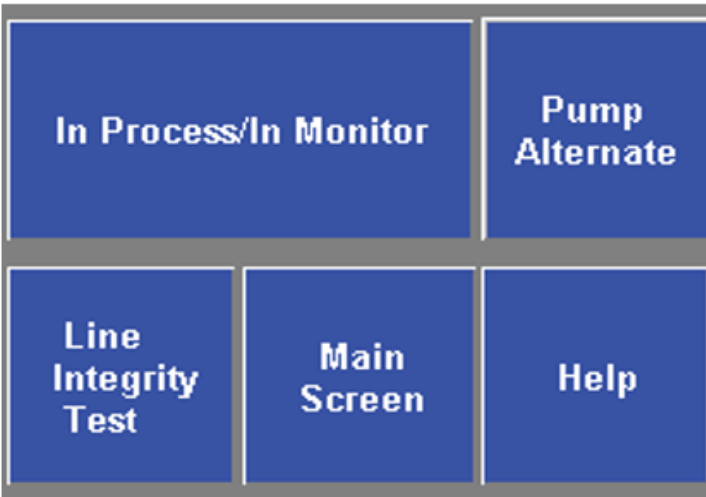 In Process/In Monitor
Pump
Alternate
Line
Integrity
Test
Main
Screen
Help